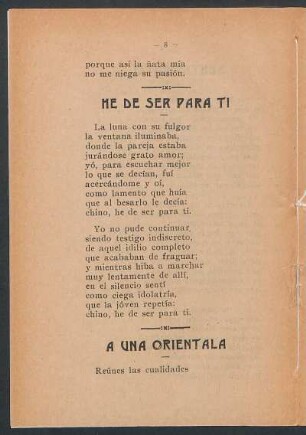 — 8 —
porque así la ñata mia
no me niega su pasión.
HE DE SER PARA TI
La luna con su fulgor
la ventana iluminaba,
donde la pareja estaba
jurándose grato amor;
yó, para escuchar mejor
lo que se decían, fuí
acercándome y oí,
como lamento que huía
que al besarlo le decía:
chino, he de ser para ti.
Yo no pude continuar,
siendo testigo indiscreto,
de aquel idilio completo
que acababan de fraguar;
y mientras hiba a marchar
muy lentamente de allí,
en el silencio sentí
como ciega idolatría,
que la jóven repetía:
chino, he de ser para ti.
A UNA ORIENTALA
Reúnes las cualidades